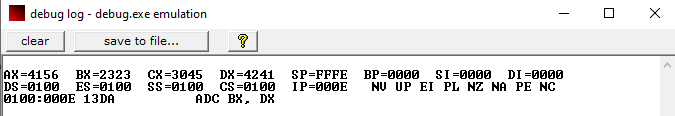 debug log - debug.exe emulation
clear save to file... ?
AX=4156 BX=2323 CX=3045 DX=4241 SP=FFFE BP=0000 SI=0000 DI=0000
DS=0100 ES=0100 SS=0100 CS=0100 IP=000E NV UP EI PL NZ NA PE NC
0100:000E 13DA ADC BX, DX